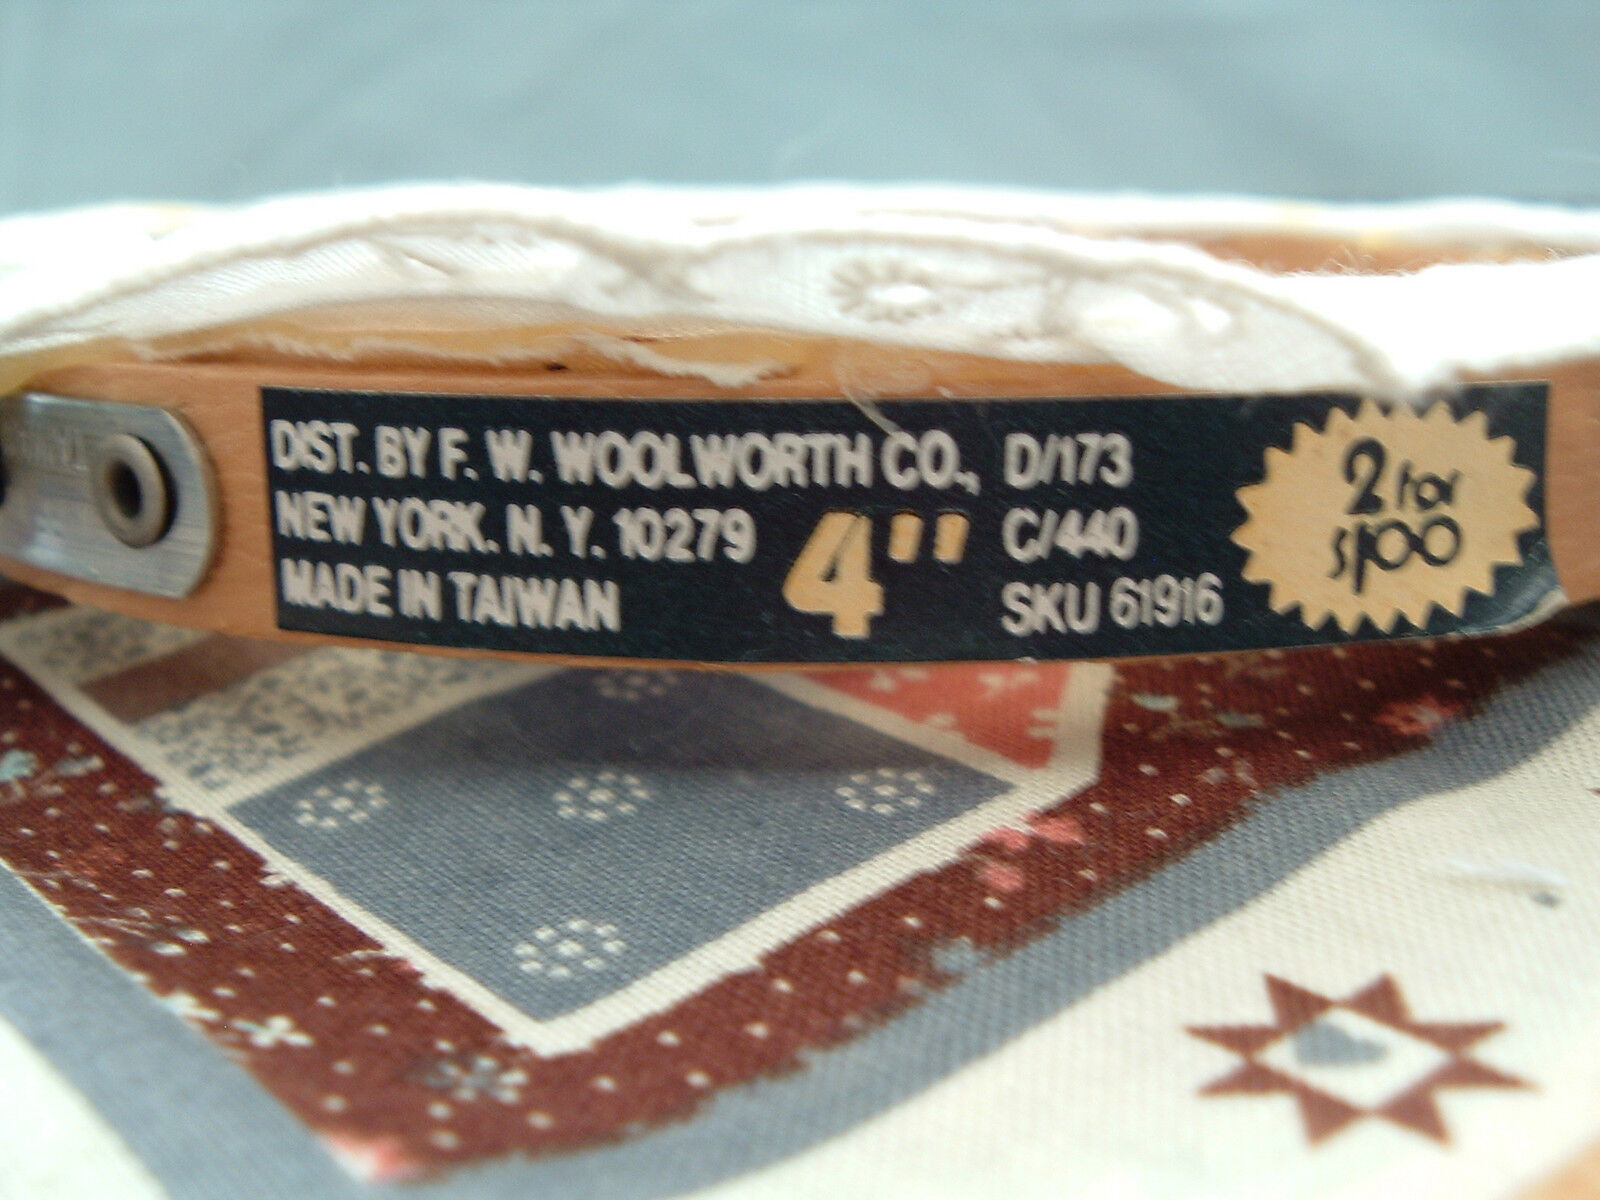 DIST. BY F. W. WOOLWORTH CO.,
NEW YORK. N. Y. 10279
MADE IN TAIWAN
4"
D/173
C/440
SKU 61916
2 for
$1.00